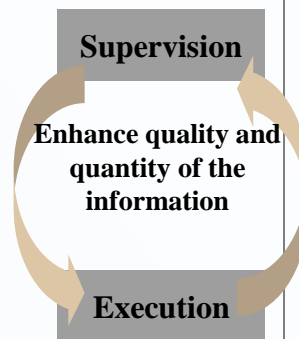 Supervision
Enhance quality and
quantity of the
information
Execution